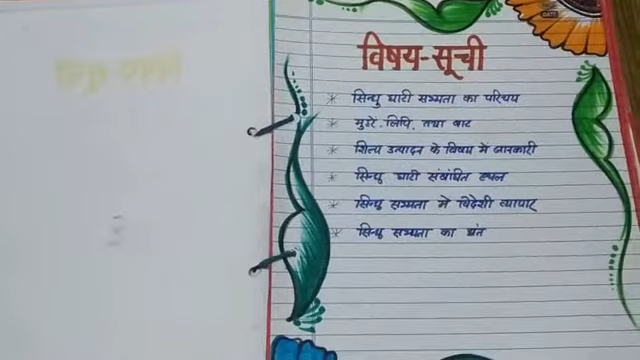 विषय-सूची
* सिन्धु घाटी सभ्यता का परिचय
* मुहरे, लिपि, तथा बाट
* शिल्प उत्पादन के विषय में जानकारी
* सिन्धु घाटी संबंधित स्थल
* सिन्धु सभ्यता में विदेशी व्यापार
* सिन्धु सभ्यता का अंत